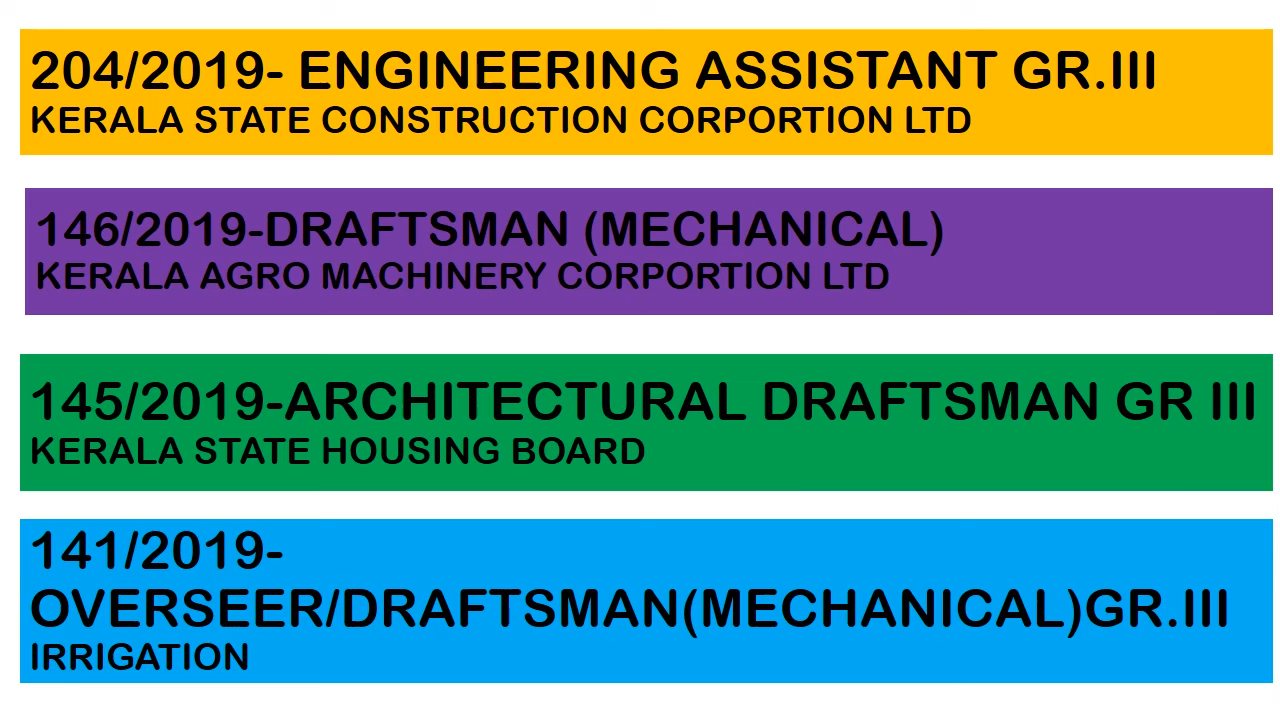 204/2019- ENGINEERING ASSISTANT GR.III
KERALA STATE CONSTRUCTION CORPORTION LTD
146/2019-DRAFTSMAN (MECHANICAL)
KERALA AGRO MACHINERY CORPORTION LTD
145/2019-ARCHITECTURAL DRAFTSMAN GR III
KERALA STATE HOUSING BOARD
141/2019-
OVERSEER/DRAFTSMAN(MECHANICAL)GR.III
IRRIGATION